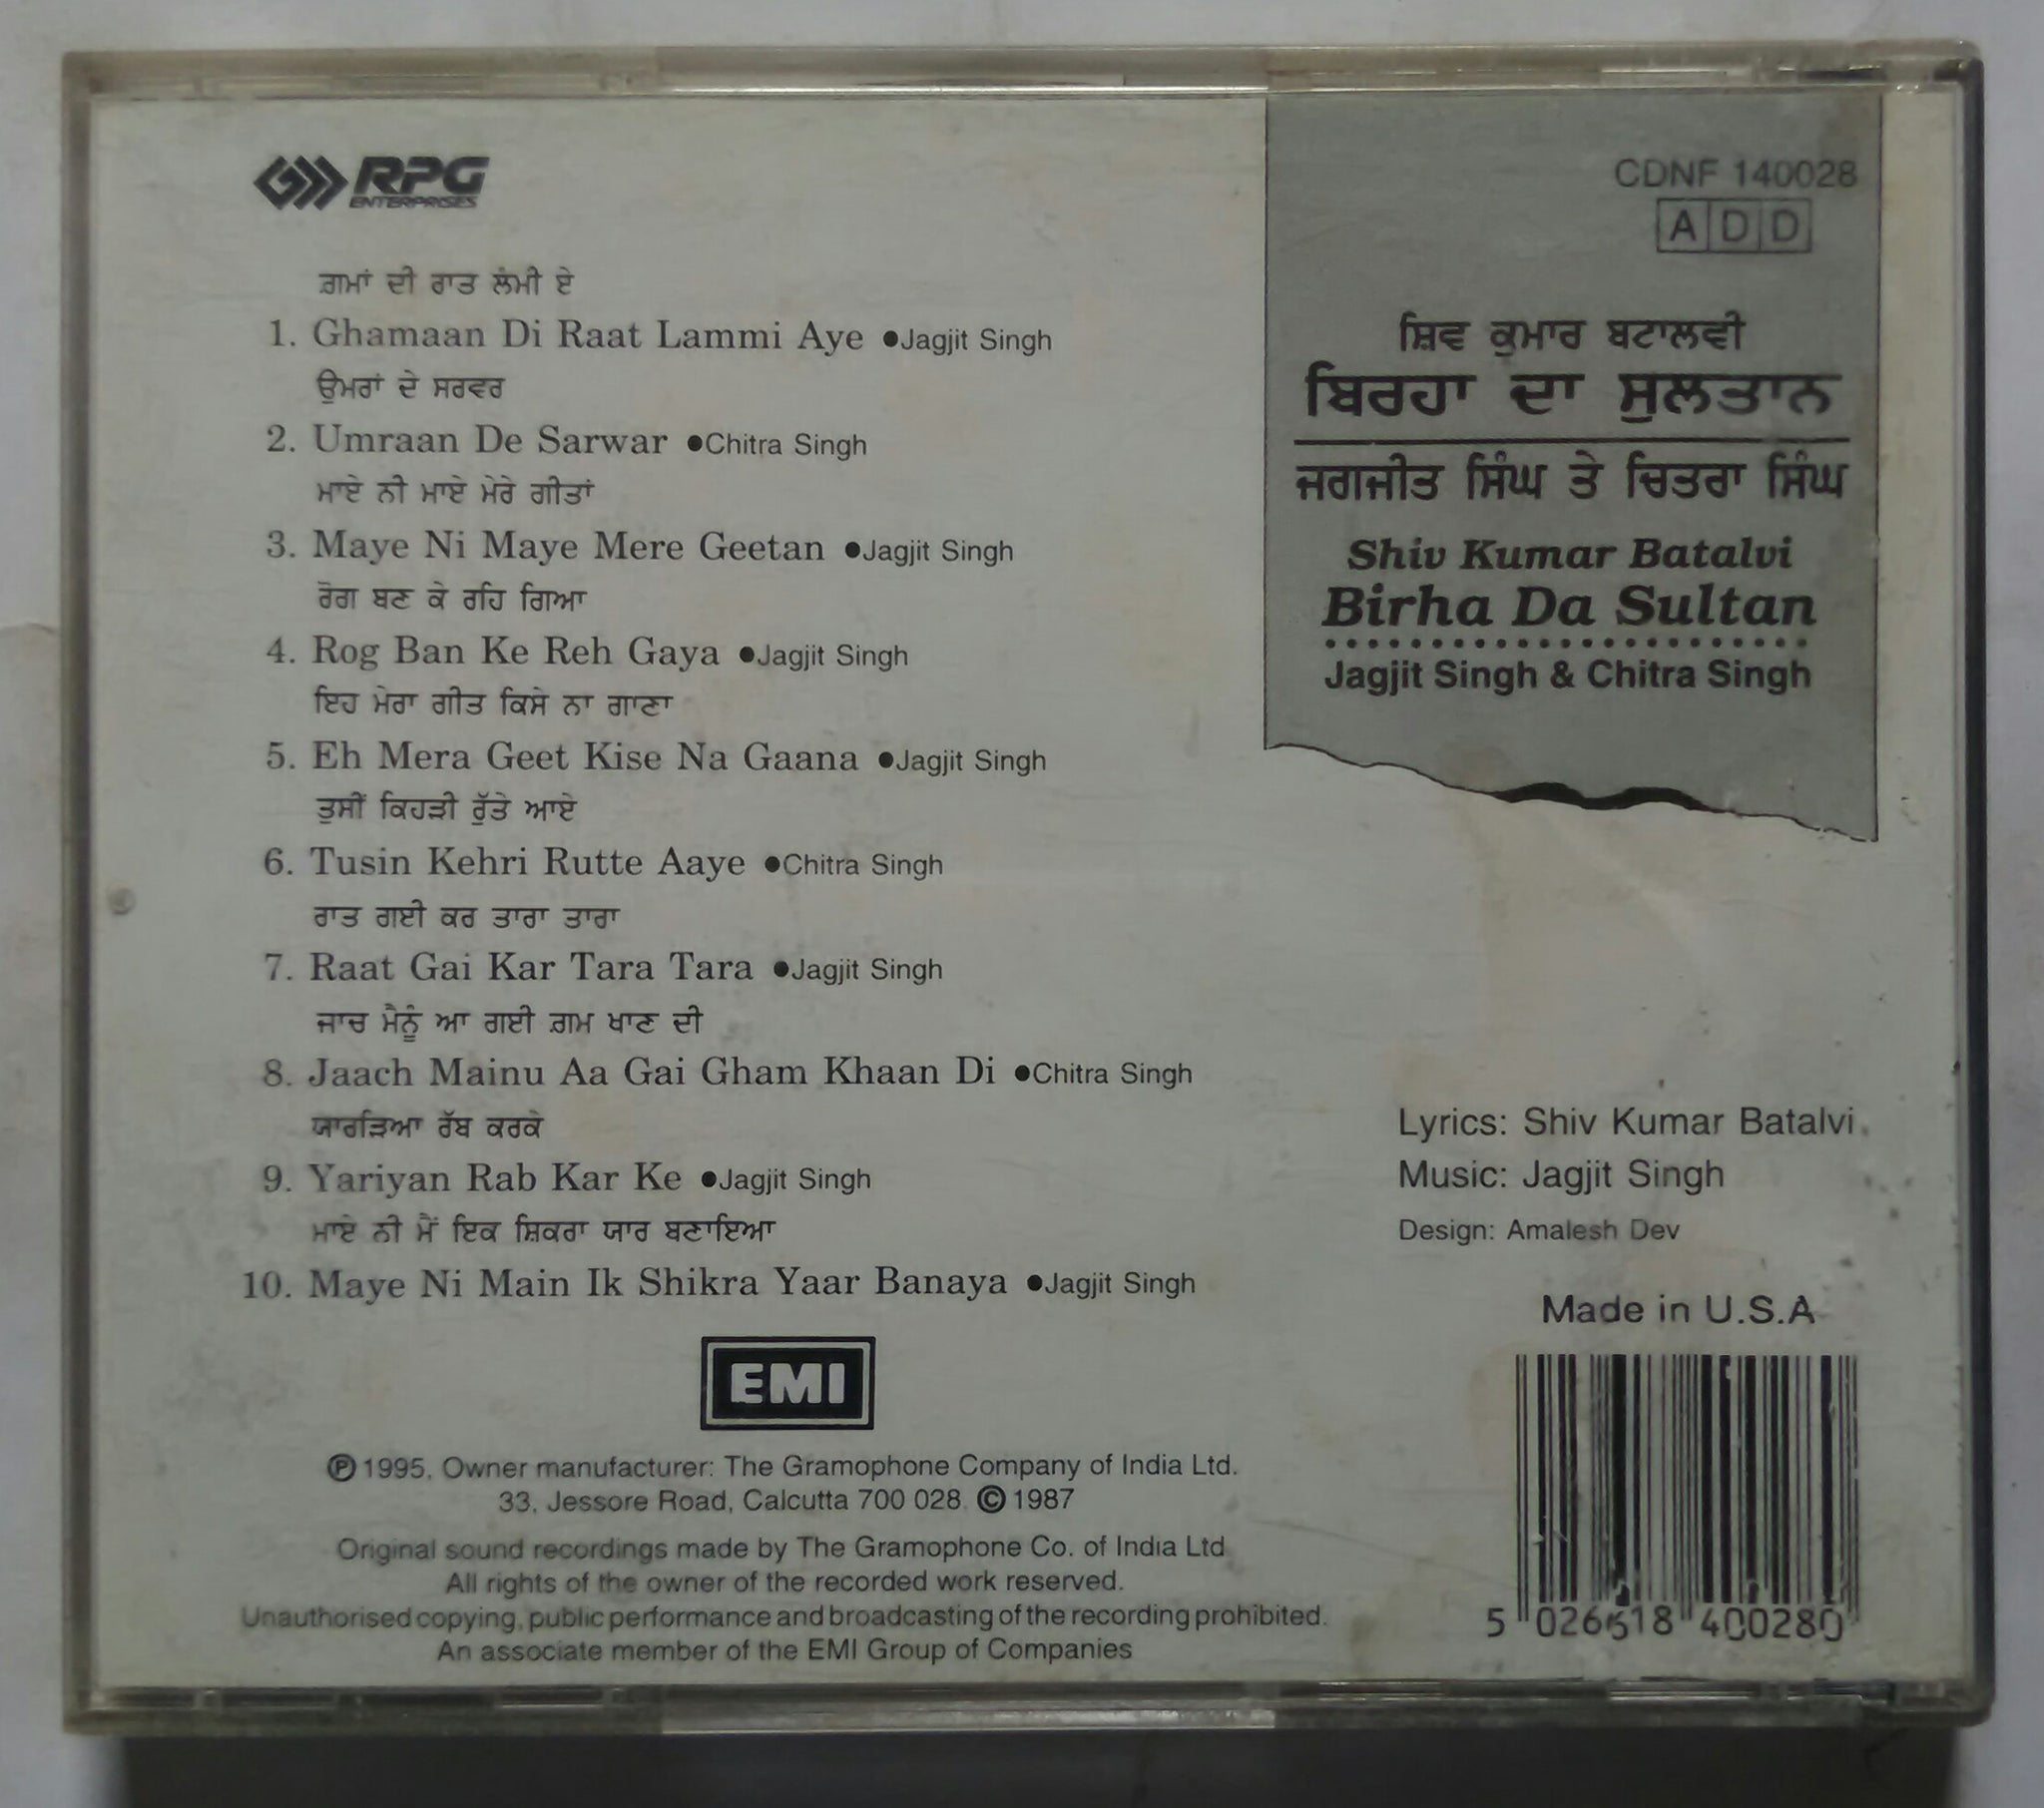 RPG
ENTERPRISES
ਗ਼ਮਾਂ ਦੀ ਰਾਤ ਲੰਮੀ ਏ
1. Ghamaan Di Raat Lammi Aye ●Jagjit Singh
ਉਮਰਾਂ ਦੇ ਸਰਵਰ
2. Umraan De Sarwar ●Chitra Singh
ਮਾਏ ਨੀ ਮਾਏ ਮੇਰੇ ਗੀਤਾਂ
3. Maye Ni Maye Mere Geetan ●Jagjit Singh
ਰੋਗ ਬਣ ਕੇ ਰਹਿ ਗਿਆ
4. Rog Ban Ke Reh Gaya ●Jagjit Singh
ਇਹ ਮੇਰਾ ਗੀਤ ਕਿਸੇ ਨਾ ਗਾਣਾ
5. Eh Mera Geet Kise Na Gaana ●Jagjit Singh
ਤੁਸੀਂ ਕਿਹੜੀ ਰੁੱਤੇ ਆਏ
6. Tusin Kehri Rutte Aaye ●Chitra Singh
ਰਾਤ ਗਈ ਕਰ ਤਾਰਾ ਤਾਰਾ
7. Raat Gai Kar Tara Tara ●Jagjit Singh
ਜਾਚ ਮੈਨੂੰ ਆ ਗਈ ਗ਼ਮ ਖਾਣ ਦੀ
8. Jaach Mainu Aa Gai Gham Khaan Di ●Chitra Singh
ਯਾਰੜਿਆ ਰੱਬ ਕਰਕੇ
9. Yariyan Rab Kar Ke ●Jagjit Singh
ਮਾਏ ਨੀ ਮੈਂ ਇਕ ਸ਼ਿਕਰਾ ਯਾਰ ਬਣਾਇਆ
10. Maye Ni Main Ik Shikra Yaar Banaya ●Jagjit Singh
EMI
℗ 1995. Owner manufacturer: The Gramophone Company of India Ltd.
33, Jessore Road, Calcutta 700 028. © 1987
Original sound recordings made by The Gramophone Co. of India Ltd
All rights of the owner of the recorded work reserved.
Unauthorised copying, public performance and broadcasting of the recording prohibited.
An associate member of the EMI Group of Companies
CDNF 140028
A D D
ਸ਼ਿਵ ਕੁਮਾਰ ਬਟਾਲਵੀ
ਬਿਰਹਾ ਦਾ ਸੁਲਤਾਨ
ਜਗਜੀਤ ਸਿੰਘ ਤੇ ਚਿਤਰਾ ਸਿੰਘ
Shiv Kumar Batalvi
Birha Da Sultan
Jagjit Singh & Chitra Singh
Lyrics: Shiv Kumar Batalvi.
Music: Jagjit Singh
Design: Amalesh Dev
Made in U.S.A
5 026618 400280